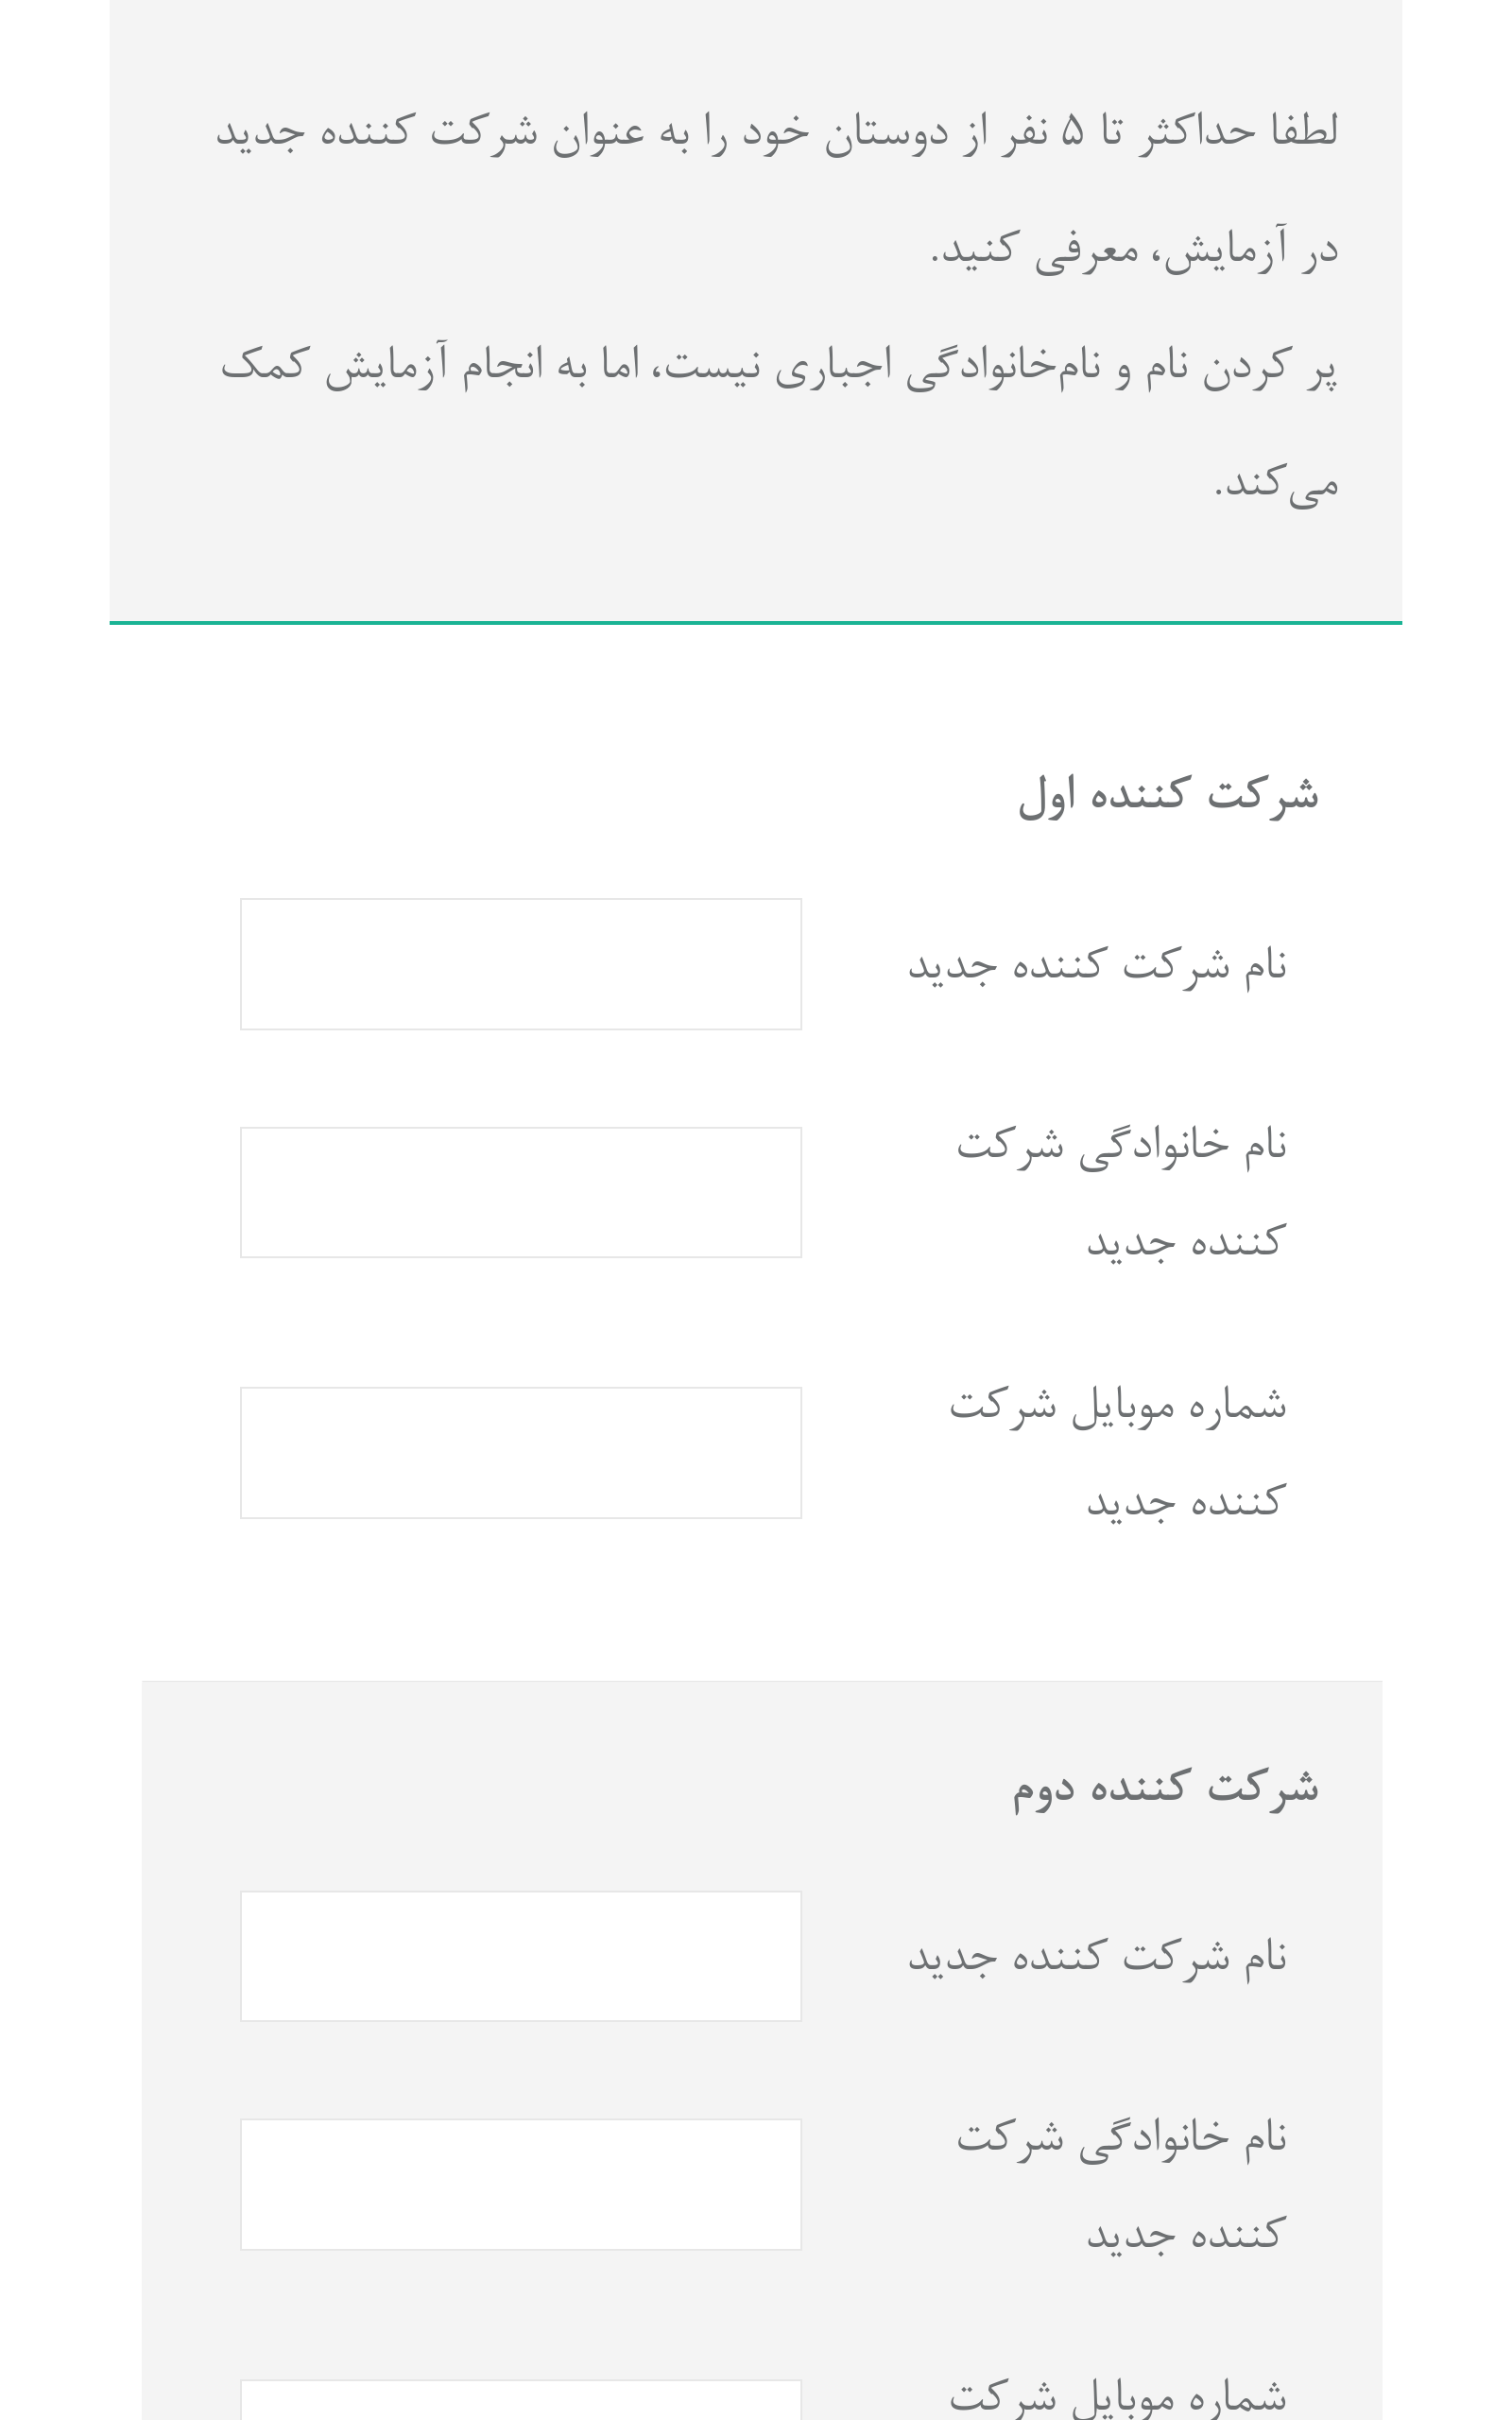 لطفا حداکثر تا ۵ نفر از دوستان خود را به عنوان شرکت کننده جدید
در آزمایش، معرفی کنید.
پر کردن نام و نام‌خانوادگی اجباری نیست، اما به انجام آزمایش کمک
می‌کند.
شرکت کننده اول
نام شرکت کننده جدید
نام خانوادگی شرکت
کننده جدید
شماره موبایل شرکت
کننده جدید
شرکت کننده دوم
نام شرکت کننده جدید
نام خانوادگی شرکت
کننده جدید
شماره موبایل شرکت